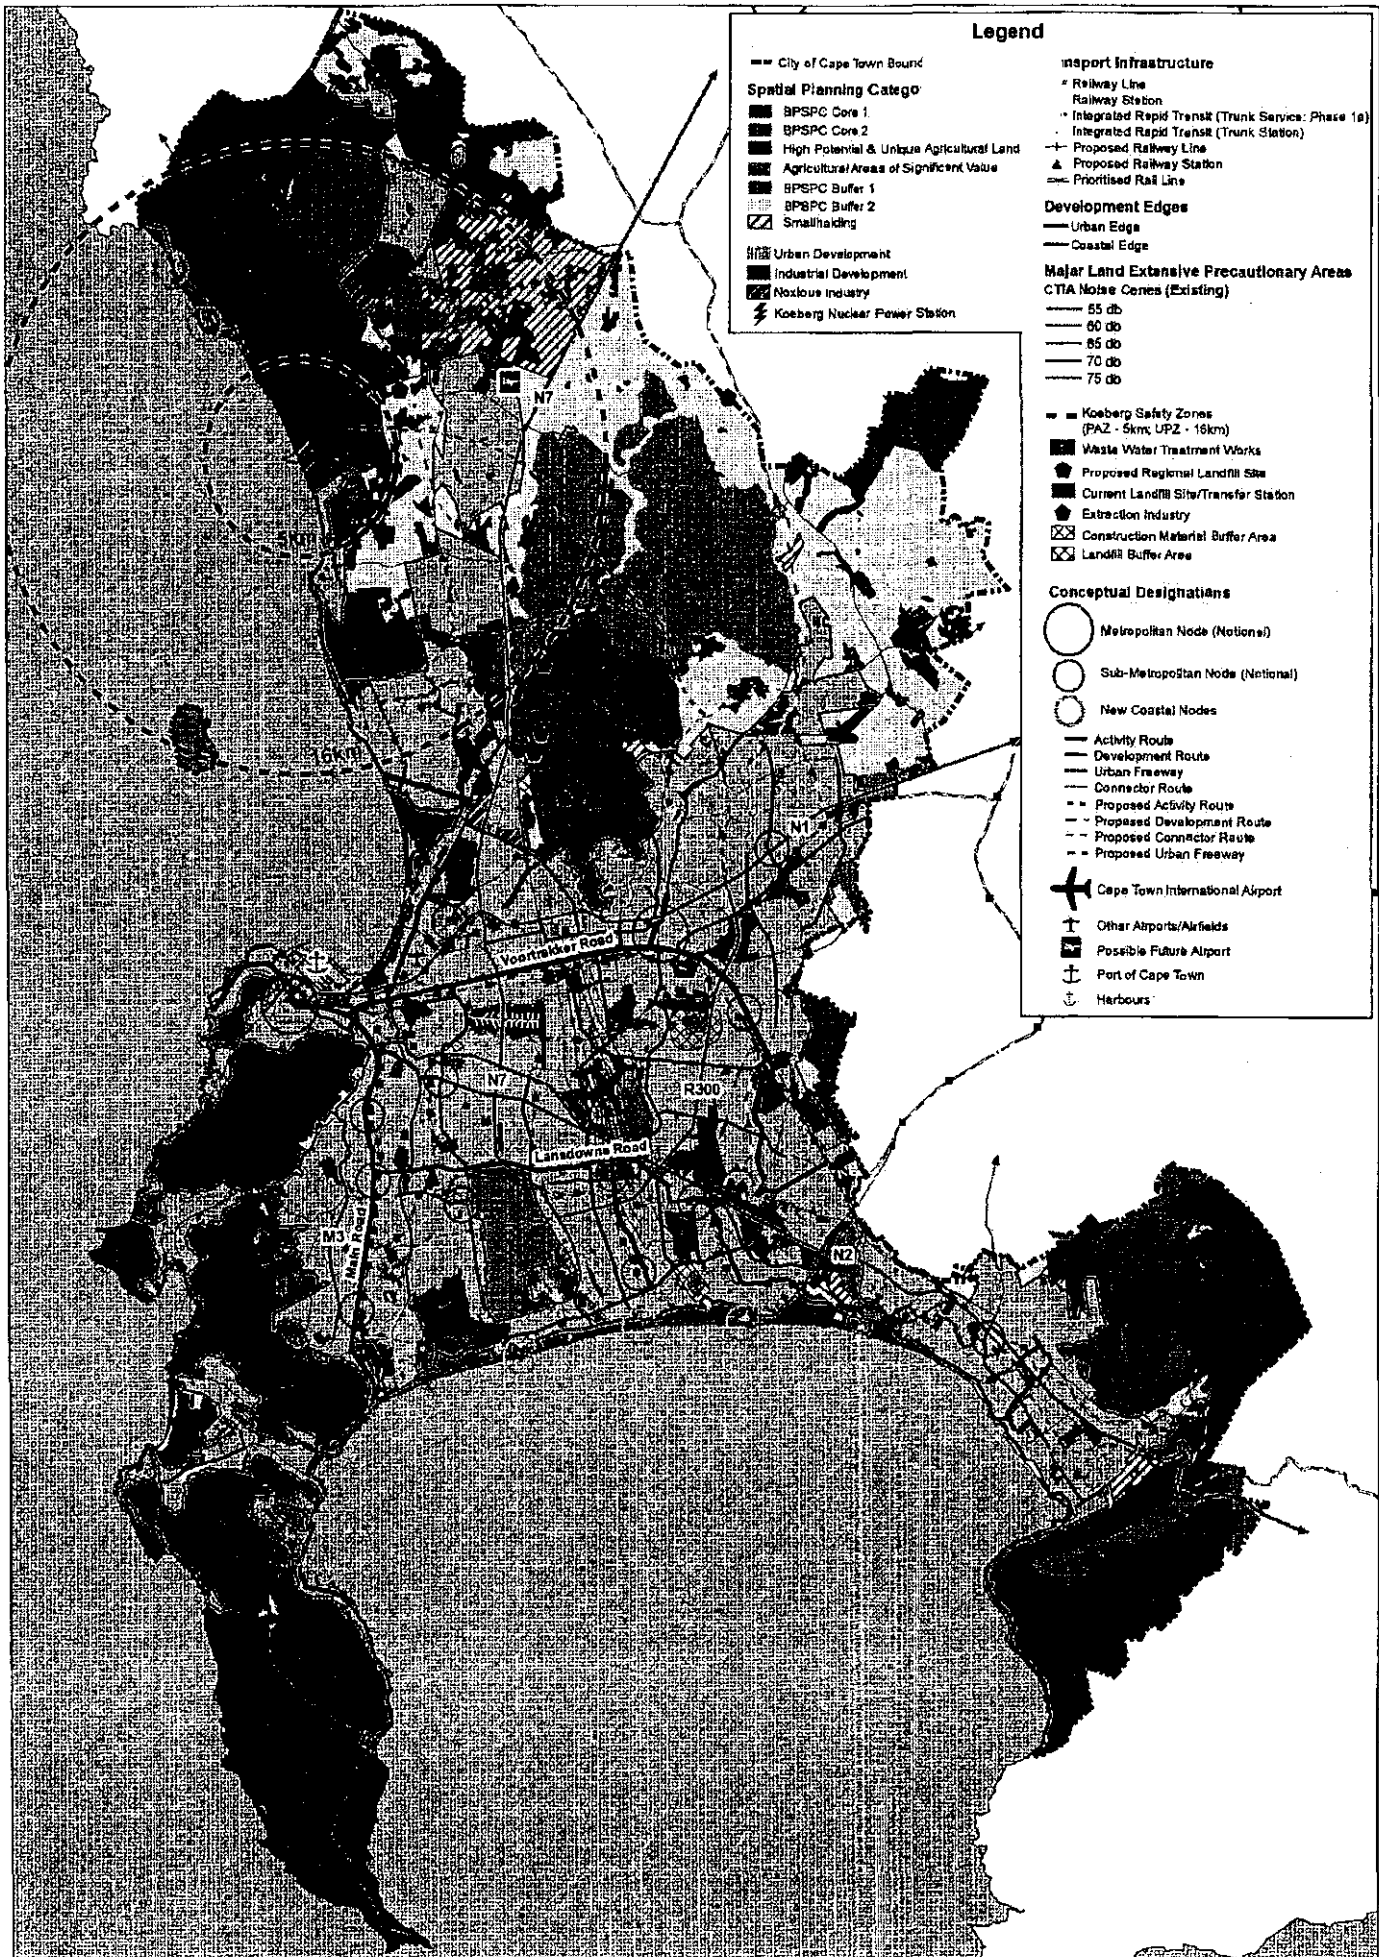 Legend
City of Cape Town Bound
Spatial Planning Catego
BPSPC Core 1
BPSPC Core 2
High Potential & Unique Agricultural Land
Agricultural Areas of Significant Value
BPSPC Buffer 1
BPSPC Buffer 2
Smallholding
Urban Development
Industrial Development
Noxious Industry
Koeberg Nuclear Power Station
nsport Infrastructure
Railway Line
Railway Station
Integrated Rapid Transit (Trunk Service: Phase 1a)
Integrated Rapid Transit (Trunk Station)
Proposed Railway Line
Proposed Railway Station
Prioritised Rail Line
Development Edges
Urban Edge
Coastal Edge
Major Land Extensive Precautionary Areas
CTIA Noise Cones (Existing)
55 db
60 db
65 db
70 db
75 db
Koeberg Safety Zones
(PAZ - 5km; UPZ - 16km)
Waste Water Treatment Works
Proposed Regional Landfill Site
Current Landfill Site/Transfer Station
Extraction Industry
Construction Material Buffer Area
Landfill Buffer Area
Conceptual Designations
Metropolitan Node (Notional)
Sub-Metropolitan Node (Notional)
New Coastal Nodes
Activity Route
Development Route
Urban Freeway
Connector Route
Proposed Activity Route
Proposed Development Route
Proposed Connector Route
Proposed Urban Freeway
Cape Town International Airport
Other Airports/Airfields
Possible Future Airport
Port of Cape Town
Harbours
N7
5km
16km
N1
Voortrekker Road
N7
R300
Lansdowne Road
M3
Main Road
N2